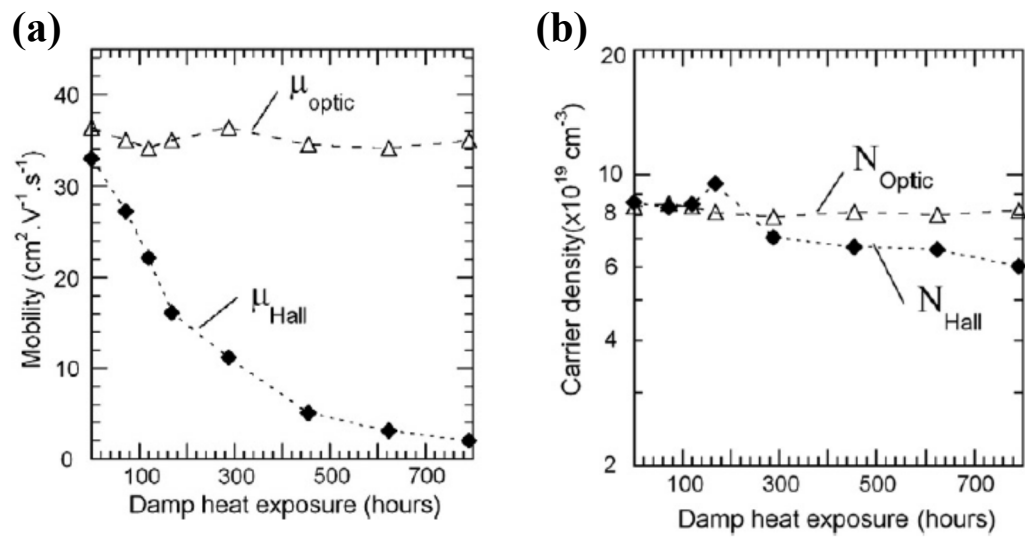 (a)
40
30
20
10
0
100 300 500 700
Mobility (cm².V⁻¹.s⁻¹)
Damp heat exposure (hours)
μoptic
μHall
(b)
20
10
8
6
4
2
100 300 500 700
Carrier density(x10¹⁹ cm⁻³)
Damp heat exposure (hours)
NOptic
NHall